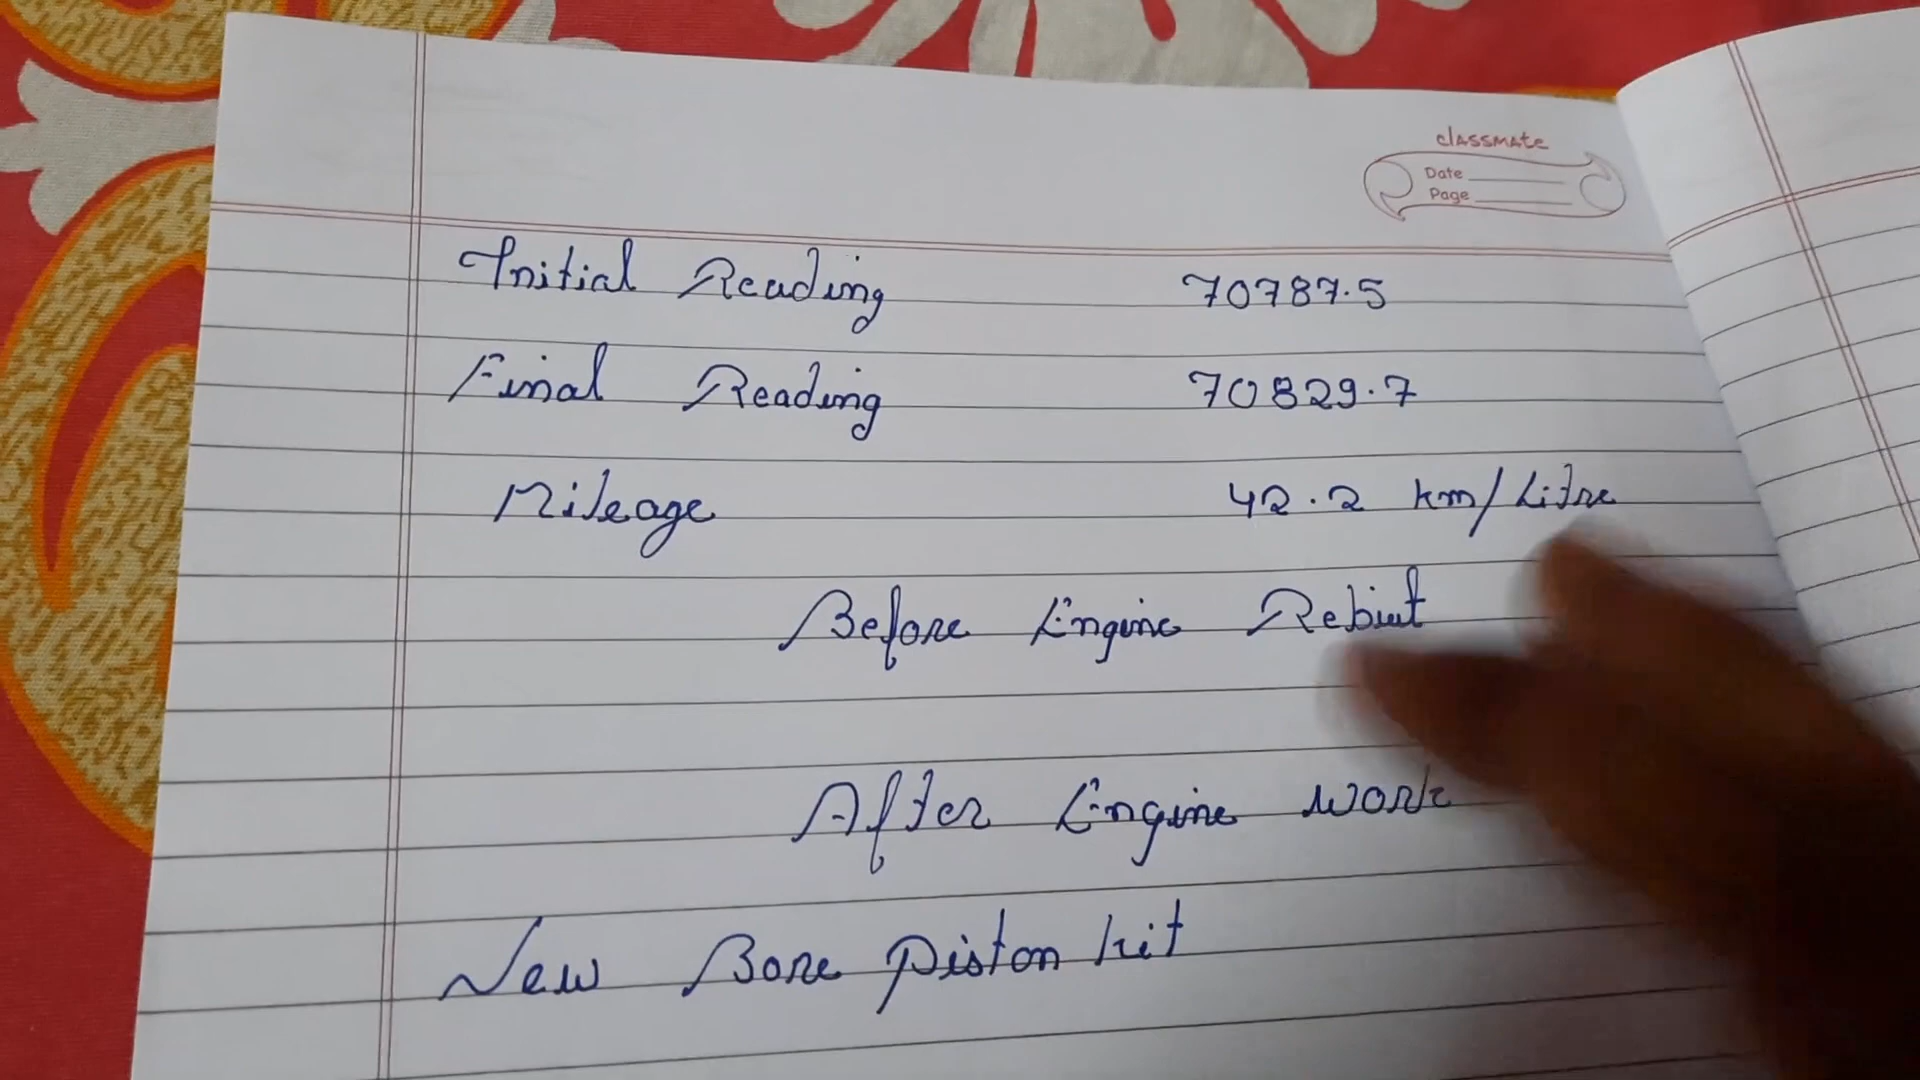 classmate
Date
Page
Initial Reading 70787.5
Final Reading 70829.7
Mileage 42.2 km/Litre
Before Engine Rebiut
After Engine work
New Bore piston kit